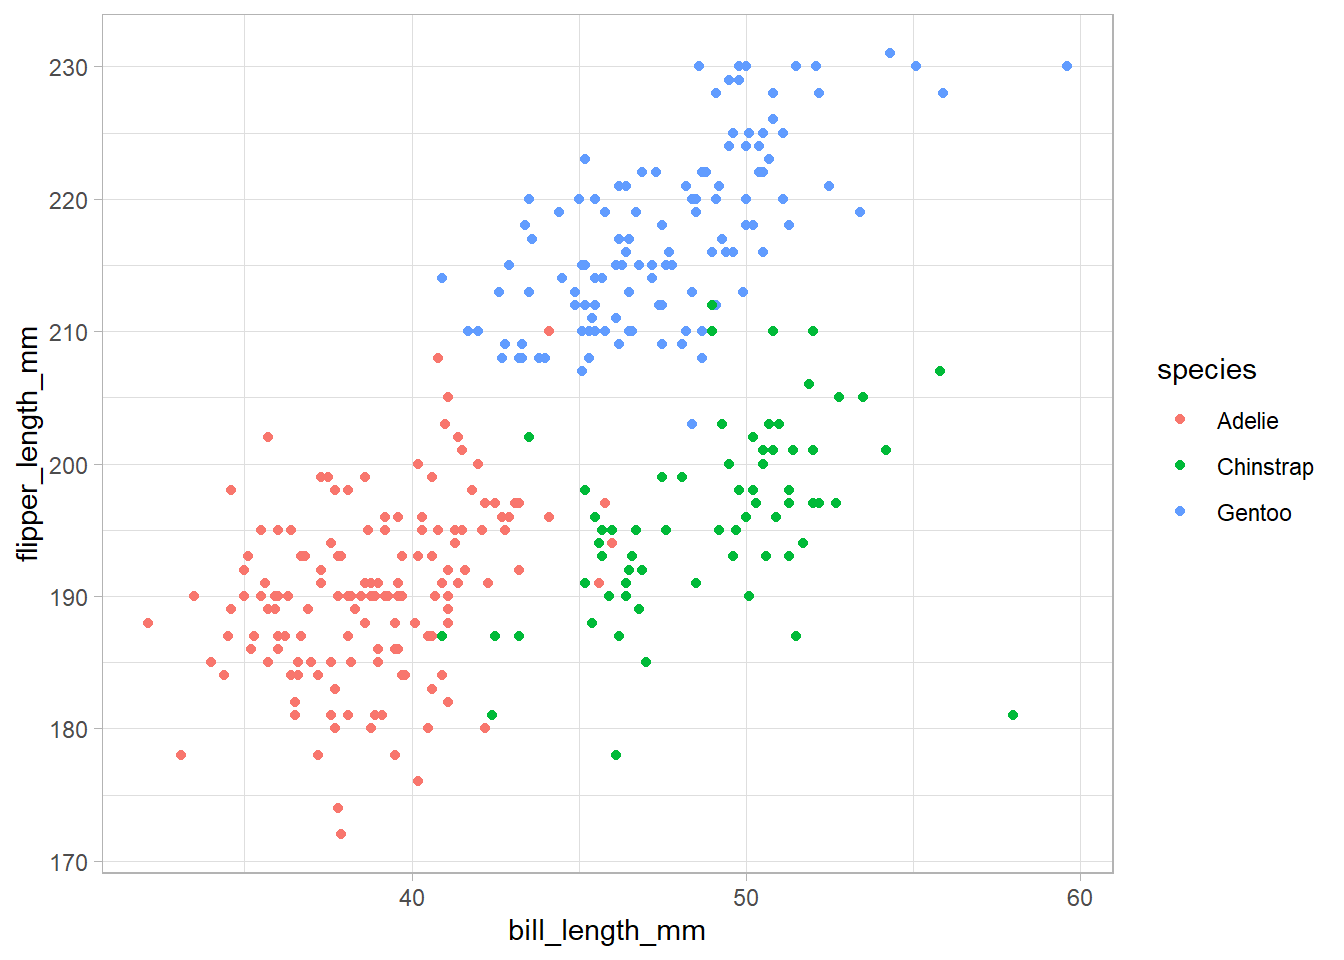 230
220
210
200
190
180
170
flipper_length_mm
40 50 60
bill_length_mm
species
Adelie
Chinstrap
Gentoo